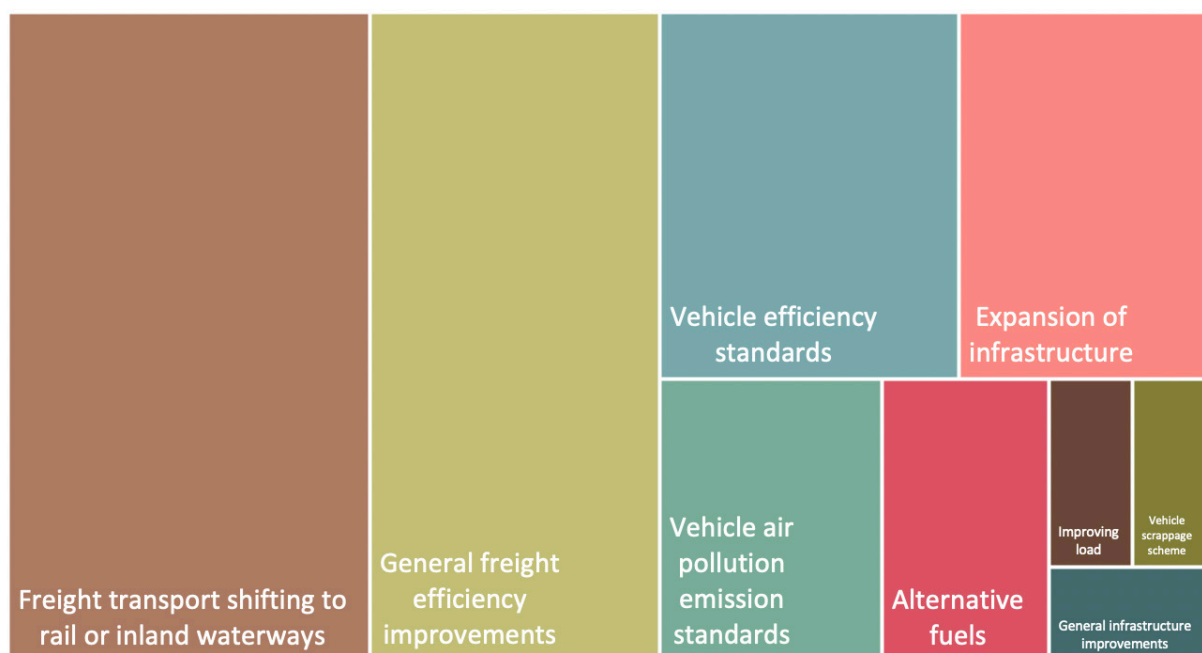 Freight transport shifting to
rail or inland waterways
General freight
efficiency
improvements
Vehicle efficiency
standards
Expansion of
infrastructure
Vehicle air
pollution
emission
standards
Alternative
fuels
Improving
load
Vehicle
scrappage
scheme
General infrastructure
improvements